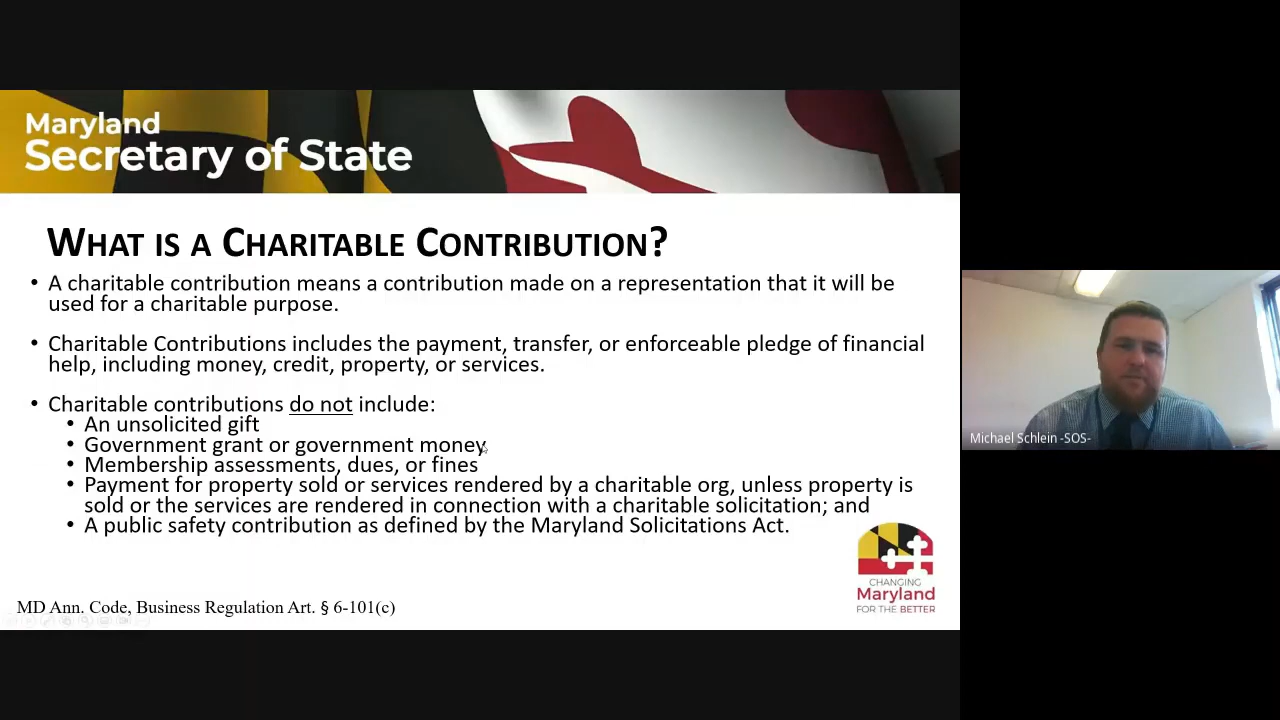 Maryland
Secretary of State
WHAT IS A CHARITABLE CONTRIBUTION?
• A charitable contribution means a contribution made on a representation that it will be
used for a charitable purpose.
• Charitable Contributions includes the payment, transfer, or enforceable pledge of financial
help, including money, credit, property, or services.
• Charitable contributions do not include:
• An unsolicited gift
• Government grant or government money
• Membership assessments, dues, or fines
• Payment for property sold or services rendered by a charitable org, unless property is
sold or the services are rendered in connection with a charitable solicitation; and
• A public safety contribution as defined by the Maryland Solicitations Act.
CHANGING
Maryland
FOR THE BETTER
MD Ann. Code, Business Regulation Art. § 6-101(c)
Michael Schlein -SOS-